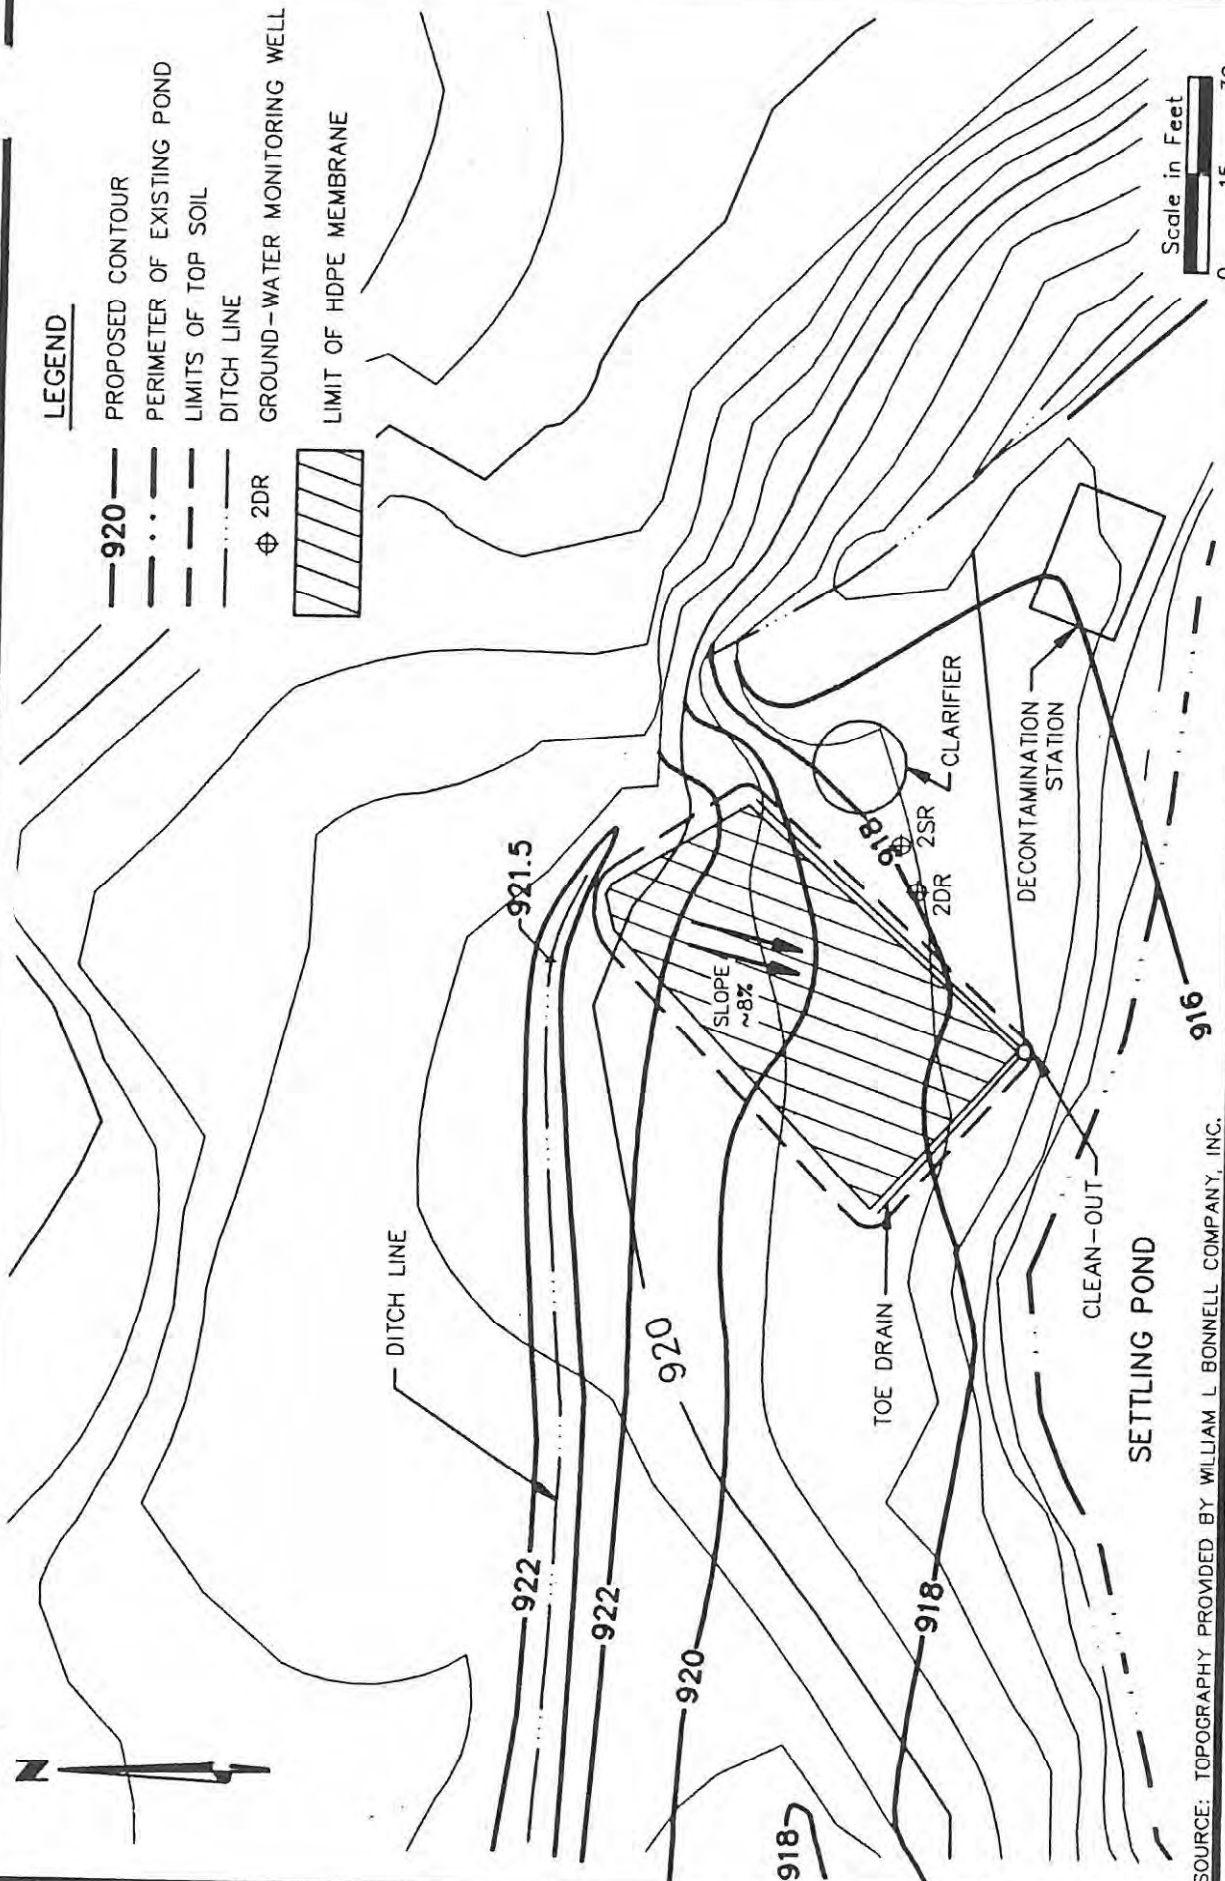 N
LEGEND
920 PROPOSED CONTOUR
PERIMETER OF EXISTING POND
LIMITS OF TOP SOIL
DITCH LINE
2DR GROUND-WATER MONITORING WELL
LIMIT OF HDPE MEMBRANE
DITCH LINE
921.5
922
922
920
920
918
918
918
SLOPE
~8%
2DR
2SR
CLARIFIER
TOE DRAIN
DECONTAMINATION
STATION
CLEAN-OUT
916
SETTLING POND
Scale in Feet
0 15
SOURCE: TOPOGRAPHY PROVIDED BY WILLIAM L BONNELL COMPANY, INC.